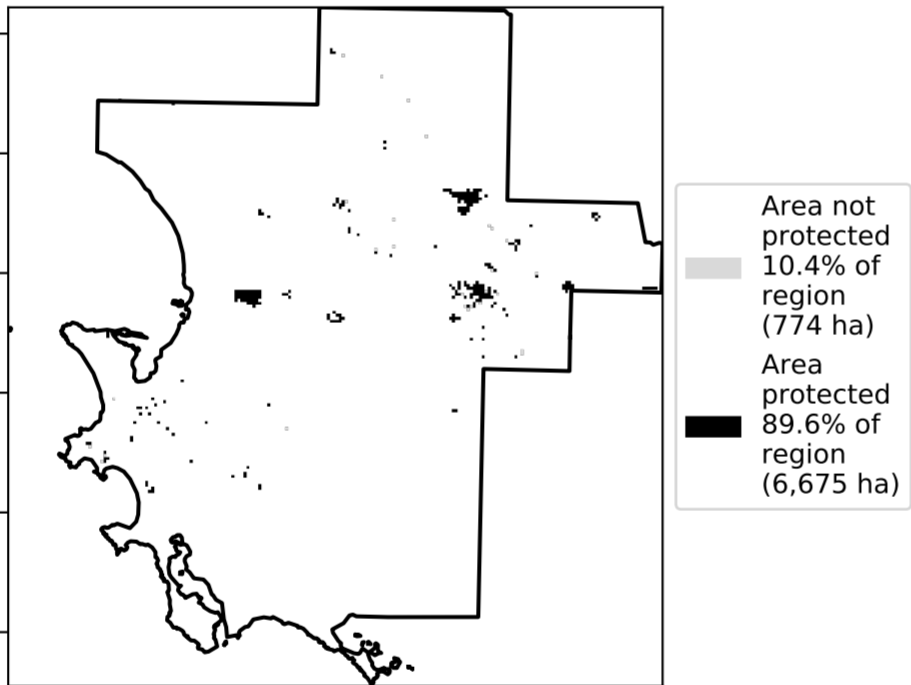 Area not
protected
10.4% of
region
(774 ha)
Area
protected
89.6% of
region
(6,675 ha)